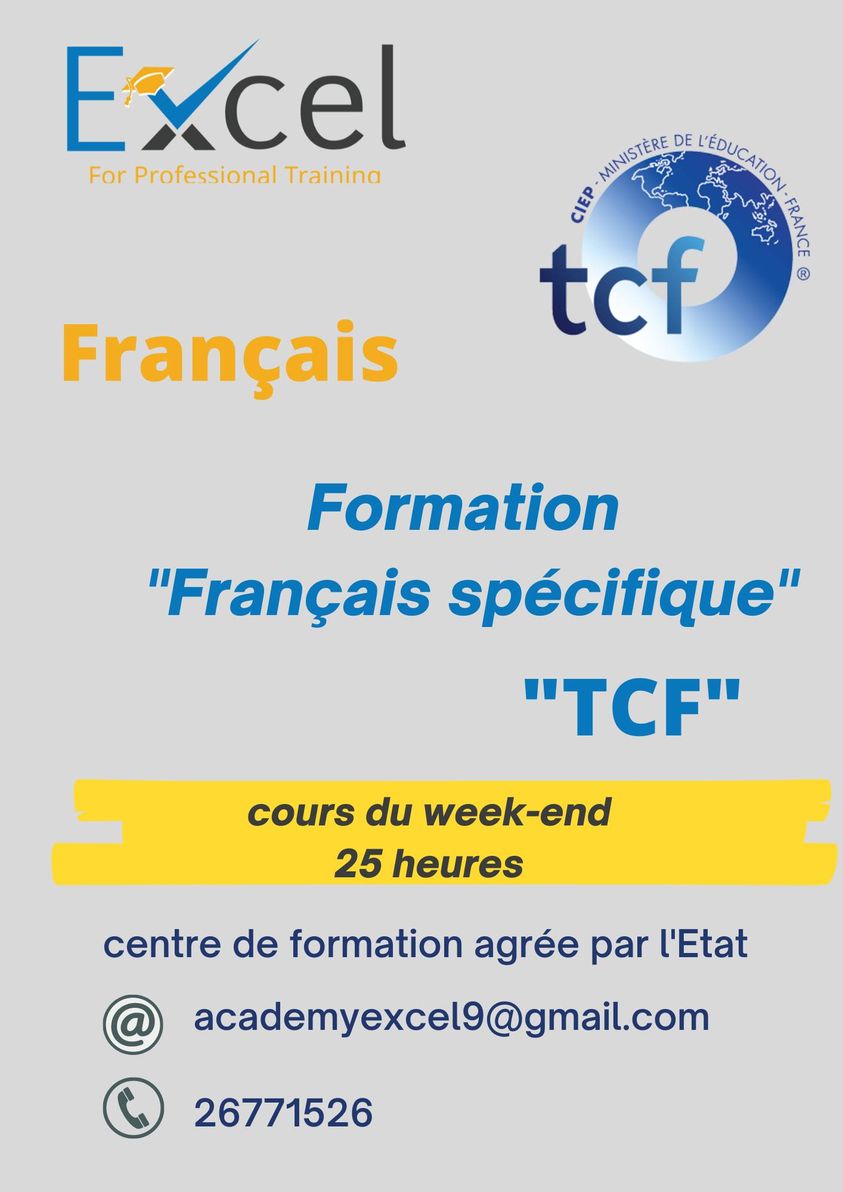 Excel
For Professional Training
CIEP - MINISTÈRE DE L'ÉDUCATION - FRANCE ®
tcf
Français
Formation
"Français spécifique"
"TCF"
cours du week-end
25 heures
centre de formation agrée par l'Etat
@ academyexcel9@gmail.com
26771526